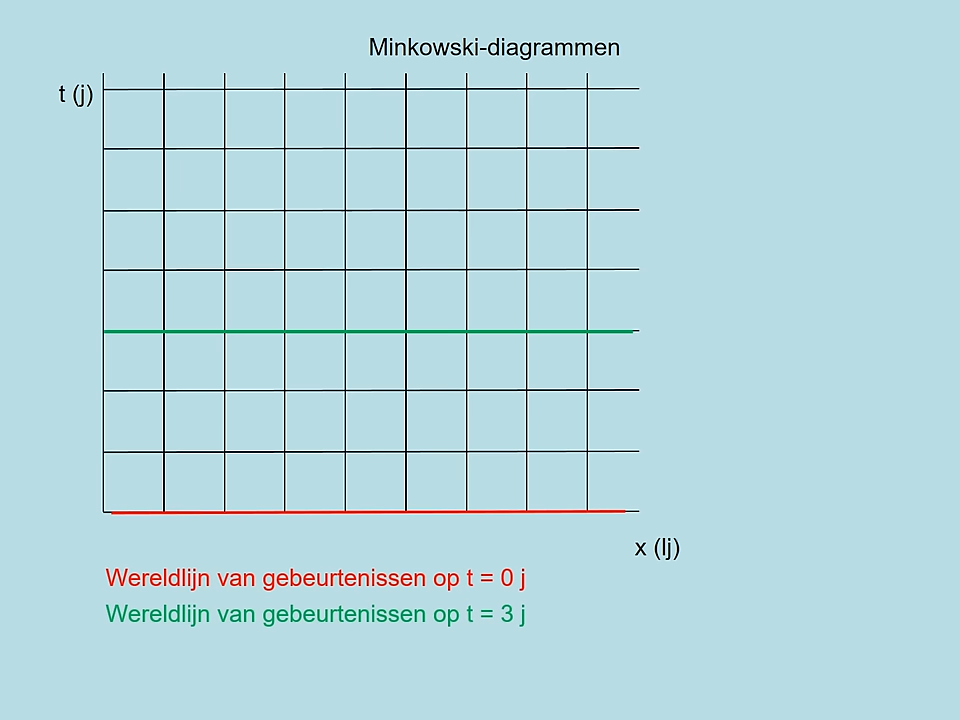 Minkowski-diagrammen
t (j)
x (lj)
Wereldlijn van gebeurtenissen op t = 0 j
Wereldlijn van gebeurtenissen op t = 3 j